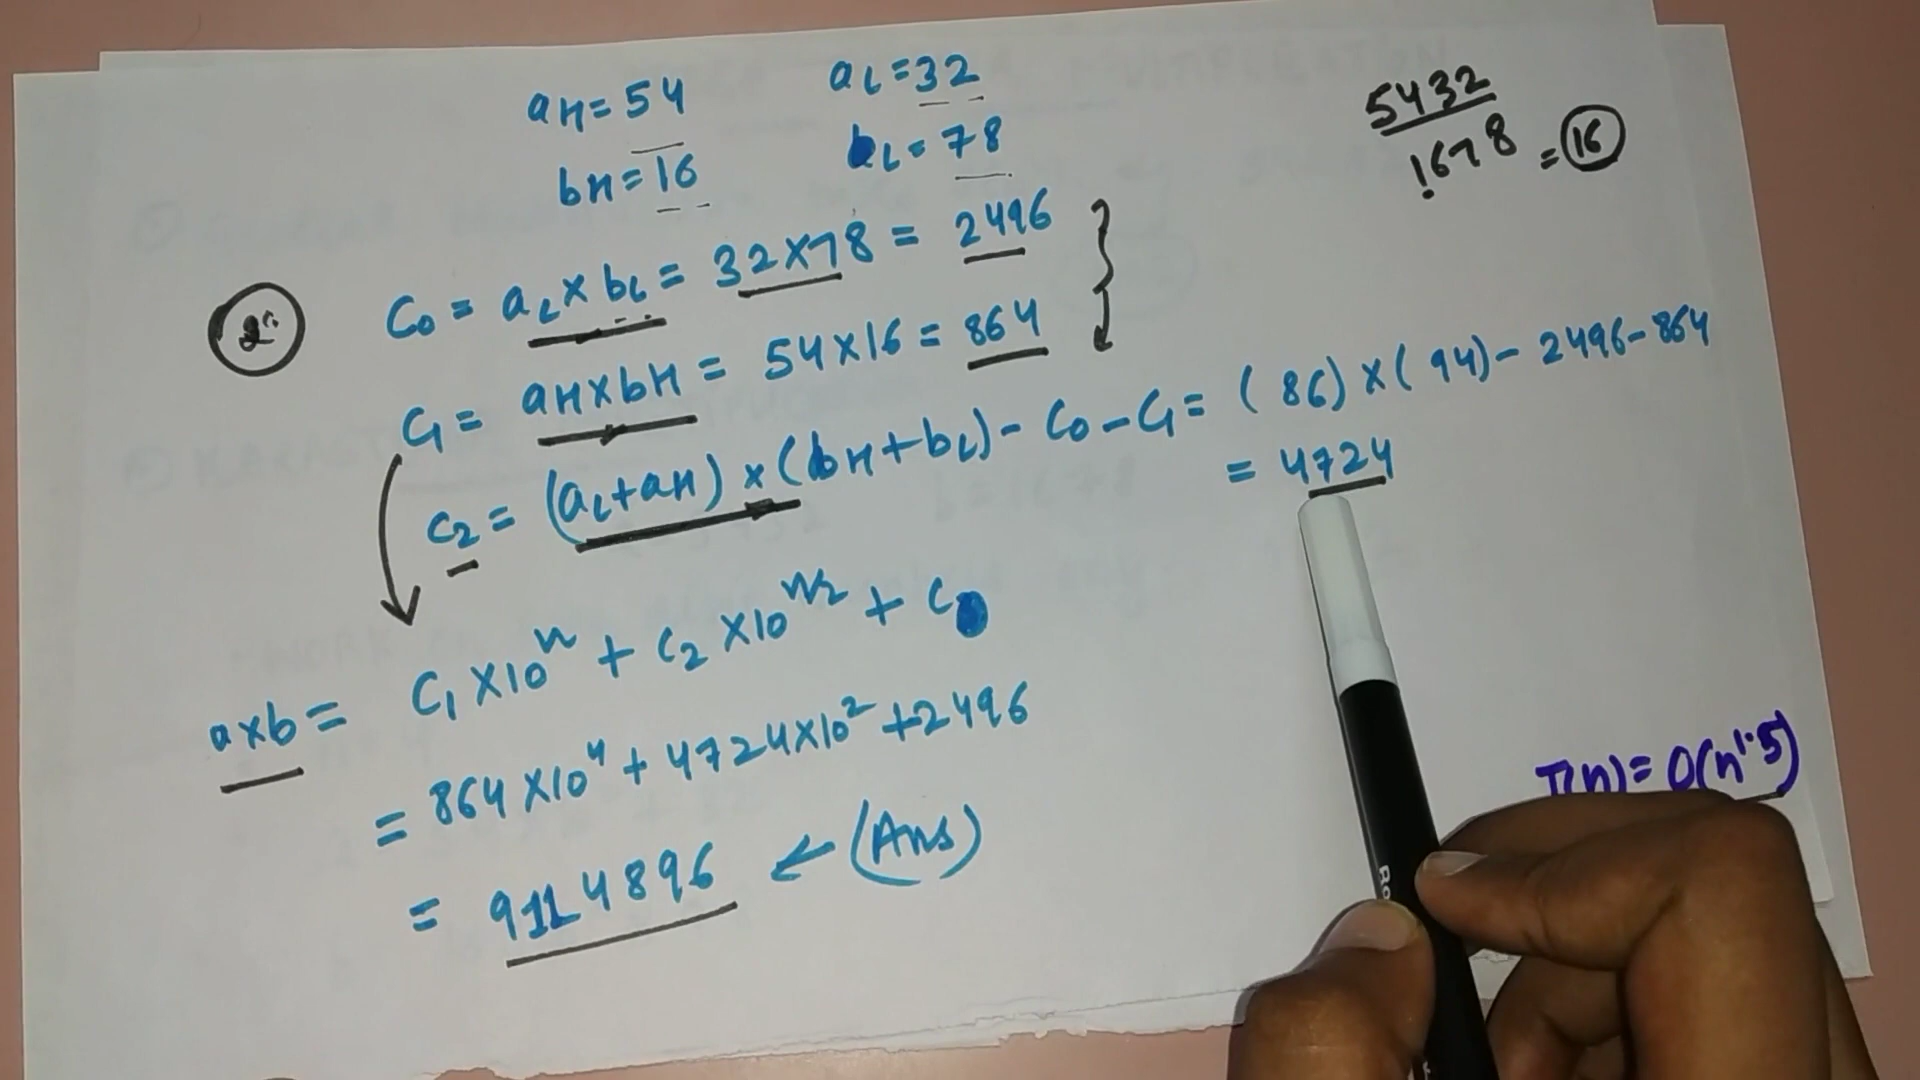 aH=54 aL=32
bH=16 bL=78
5432
1678 =16
2
C0 = aL×bL = 32×78 = 2496
C1 = aH×bH = 54×16 = 864
C2 = (aL+aH)×(bH+bL)-C0-C1 = (86)×(94)-2496-864
= 4724
a×b = C1×10^n + C2×10^n/2 + C0
= 864×10^4 + 4724×10^2 + 2496
= 9114896 ← (Ans)
T(n)=O(n^1.5)